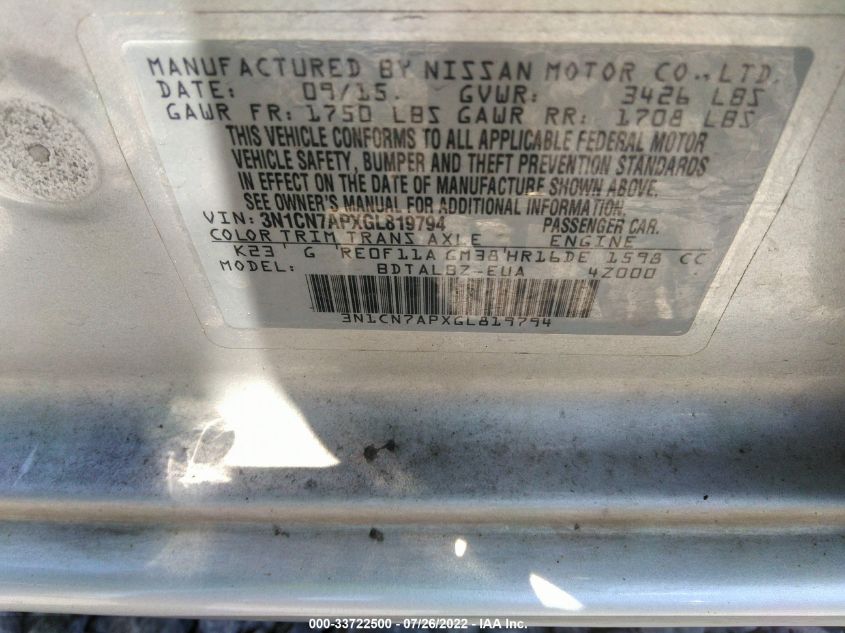 MANUFACTURED BY NISSAN MOTOR CO., LTD.
DATE: 09/15. GVWR: 3426 LBS
GAWR FR: 1750 LBS GAWR RR: 1708 LBS
THIS VEHICLE CONFORMS TO ALL APPLICABLE FEDERAL MOTOR
VEHICLE SAFETY, BUMPER AND THEFT PREVENTION STANDARDS
IN EFFECT ON THE DATE OF MANUFACTURE SHOWN ABOVE.
SEE OWNER'S MANUAL FOR ADDITIONAL INFORMATION.
VIN: 3N1CN7APXGL819794 PASSENGER CAR.
COLOR TRIM TRANS AXLE ENGINE
K23 G RE0F11A GM38 HR16DE 1598 CC
MODEL: BDTALBZ-EUA 4Z000
3N1CN7APXGL819794
000-33722500 - 07/26/2022 - IAA Inc.